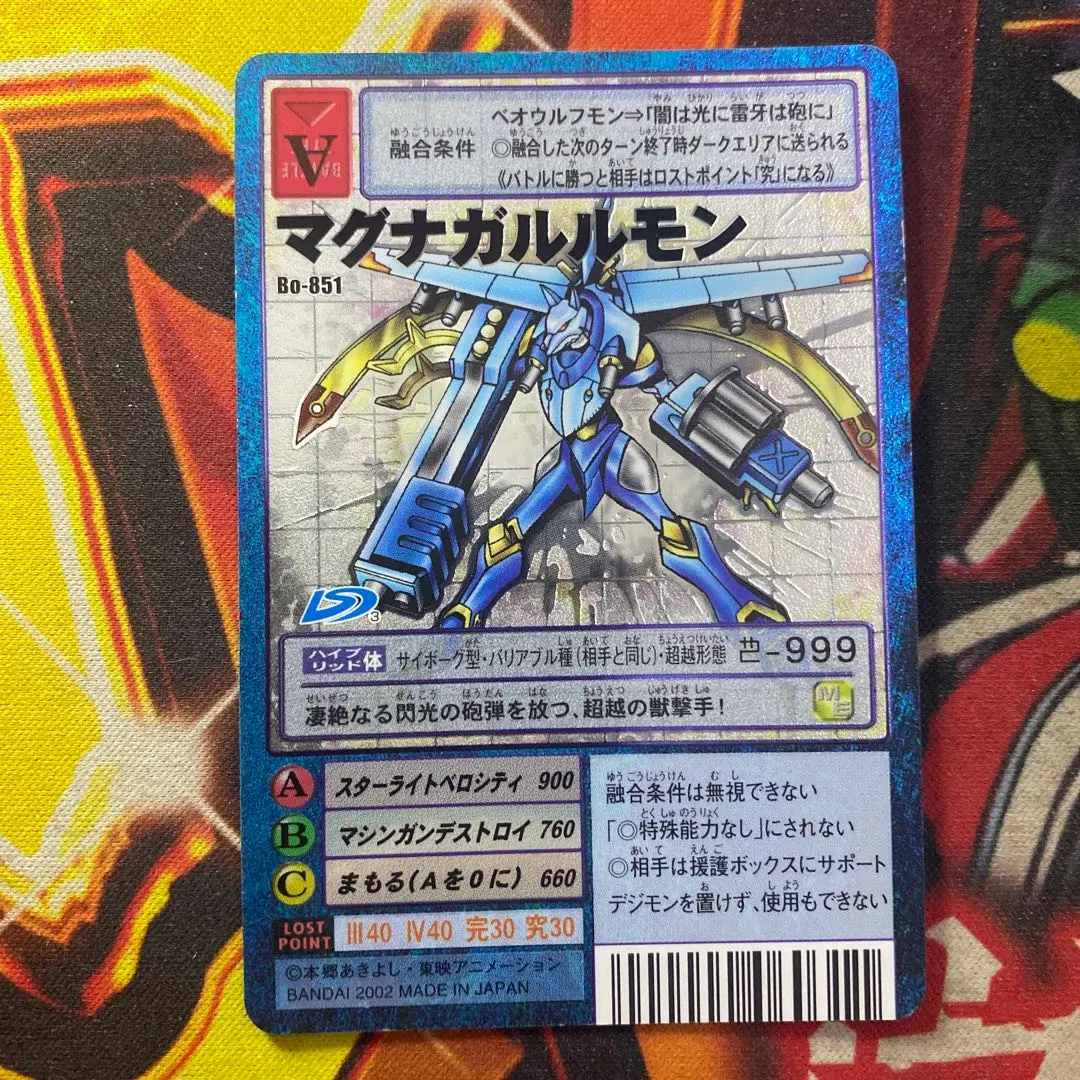 ベオウルフモン⇒「闇は光に雷牙は砲に」
融合条件 ◎融合した次のターン終了時ダークエリアに送られる
《バトルに勝つと相手はロストポイント「究」になる》
A
BATTLE
マグナガルルモン
Bo-851
ハイブリッド体 サイボーグ型・バリアブル種(相手と同じ)・超越形態 -999
凄絶なる閃光の砲弾を放つ、超越の獣撃手!
A スターライトベロシティ 900
B マシンガンデストロイ 760
C まもる(Aを0に) 660
LOST POINT Ⅲ40 Ⅳ40 完30 究30
融合条件は無視できない
「◎特殊能力なし」にされない
◎相手は援護ボックスにサポート
デジモンを置けず、使用もできない
©本郷あきよし・東映アニメーション
BANDAI 2002 MADE IN JAPAN